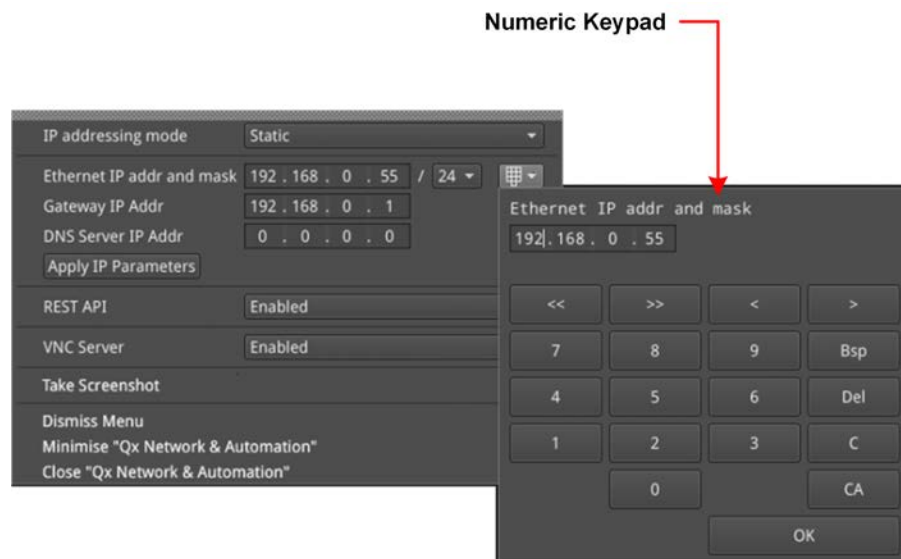 Numeric Keypad
IP addressing mode Static
Ethernet IP addr and mask 192 . 168 . 0 . 55 / 24
Gateway IP Addr 192 . 168 . 0 . 1
DNS Server IP Addr 0 . 0 . 0 . 0
Apply IP Parameters
REST API Enabled
VNC Server Enabled
Take Screenshot
Dismiss Menu
Minimise "Qx Network & Automation"
Close "Qx Network & Automation"
Ethernet IP addr and mask
192.168. 0 . 55
<< >> < >
7 8 9 Bsp
4 5 6 Del
1 2 3 C
0 CA
OK